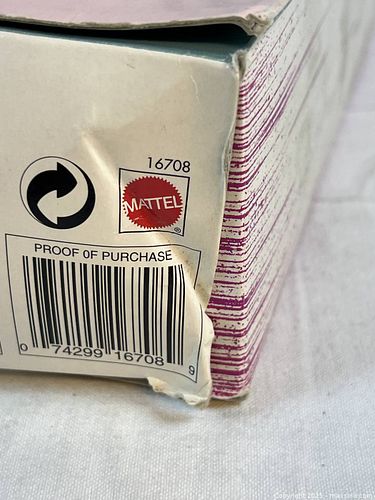 16708
MATTEL
®
PROOF OF PURCHASE
0 74299 16708 9